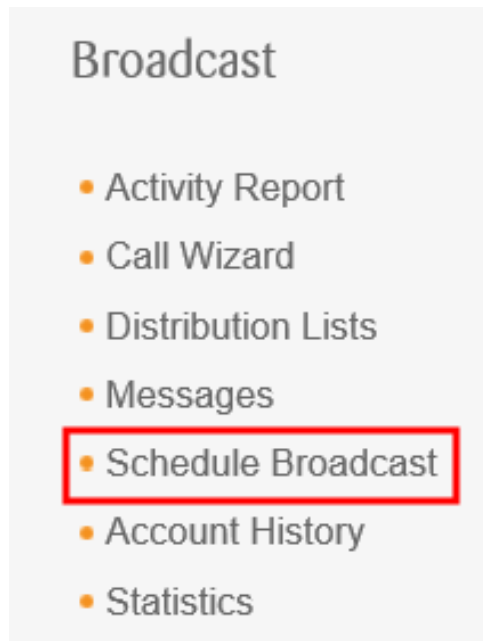 Broadcast
Activity Report
Call Wizard
Distribution Lists
Messages
Schedule Broadcast
Account History
Statistics